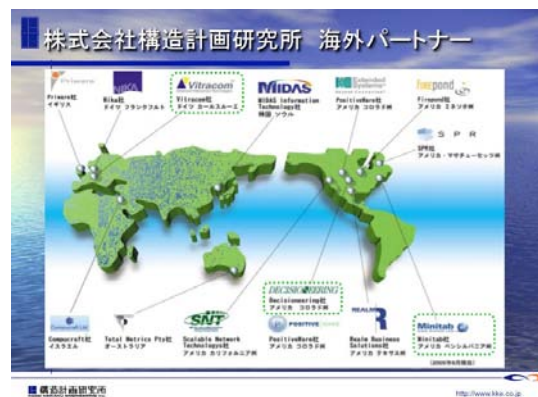 株式会社構造計画研究所 海外パートナー
Priware
Priware社
イギリス
NIKA
Nika社
ドイツ フランクフルト
Vitracom
Vitracom社
ドイツ カールスルーエ
MIDAS
MIDAS Information
Technology社
韓国 ソウル
Extended
Systems
PositiveWare社
アメリカ コロラド州
firepond
Firepond社
アメリカ ミネソタ州
SPR
SPR社
アメリカ・マサチューセッツ州
Compucraft Ltd
Compucraft社
イスラエル
Total Metrics Pty社
オーストラリア
SNT
Scalable Network
Technologys社
アメリカ カリフォルニア州
DECISIONEERING
Decisioneering社
アメリカ コロラド州
POSITIVE
PositiveWare社
アメリカ コロラド州
REALM
Realm Business
Solutions社
アメリカ テキサス州
Minitab
Minitab社
アメリカ ペンシルバニア州
構造計画研究所
http://www.kke.co.jp